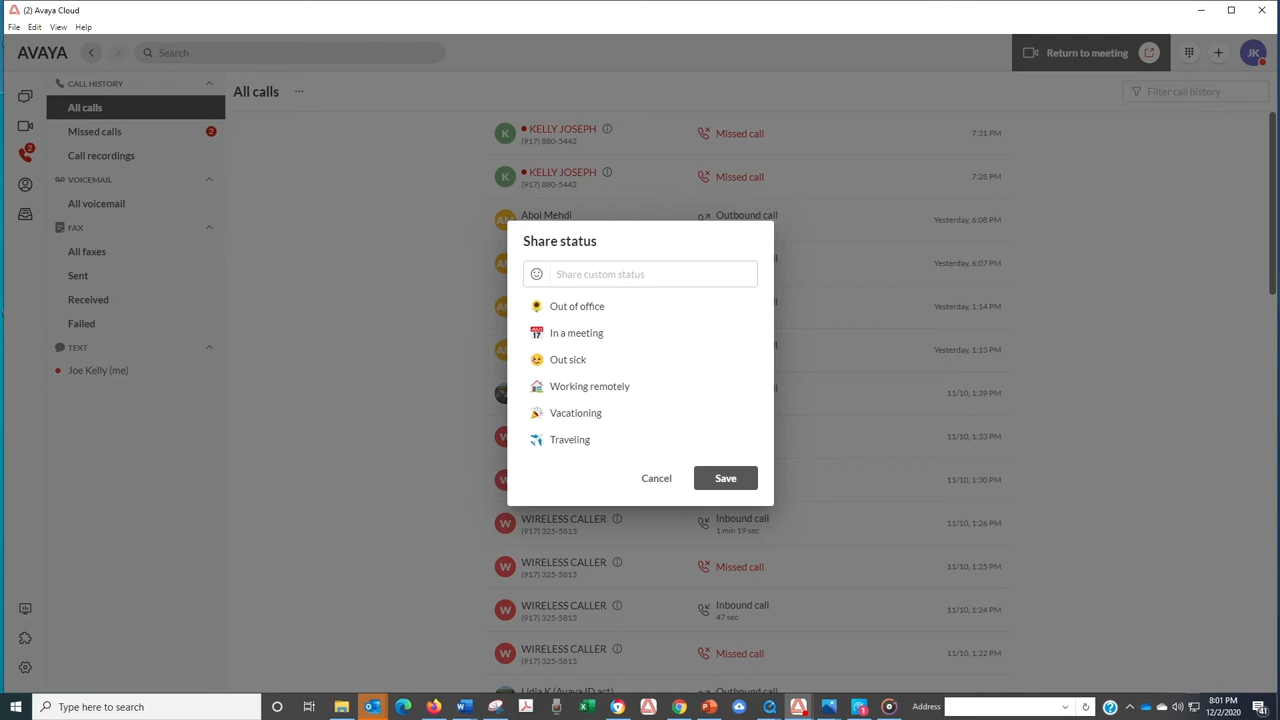 (2) Avaya Cloud
File Edit View Help
AVAYA
Search
Return to meeting
JK
CALL HISTORY
All calls
Missed calls 2
Call recordings
VOICEMAIL
All voicemail
FAX
All faxes
Sent
Received
Failed
TEXT
Joe Kelly (me)
2
All calls ...
Filter call history
K KELLY JOSEPH Missed call 7:31 PM
(917) 880-5442
K KELLY JOSEPH Missed call 7:28 PM
(917) 880-5442
Abol Mehdi Outbound call Yesterday, 6:08 PM
Yesterday, 6:07 PM
Yesterday, 1:14 PM
Yesterday, 1:13 PM
11/10, 1:39 PM
11/10, 1:33 PM
11/10, 1:30 PM
Share status
Share custom status
Out of office
In a meeting
Out sick
Working remotely
Vacationing
Traveling
Cancel Save
W WIRELESS CALLER Inbound call 11/10, 1:26 PM
(917) 325-5813 1 min 19 sec
W WIRELESS CALLER Missed call 11/10, 1:25 PM
(917) 325-5813
W WIRELESS CALLER Inbound call 11/10, 1:24 PM
(917) 325-5813 47 sec
W WIRELESS CALLER Missed call 11/10, 1:22 PM
(917) 325-5813
Lidia K (Avaya ID act) Outbound call
Type here to search
Address
8:01 PM
12/2/2020